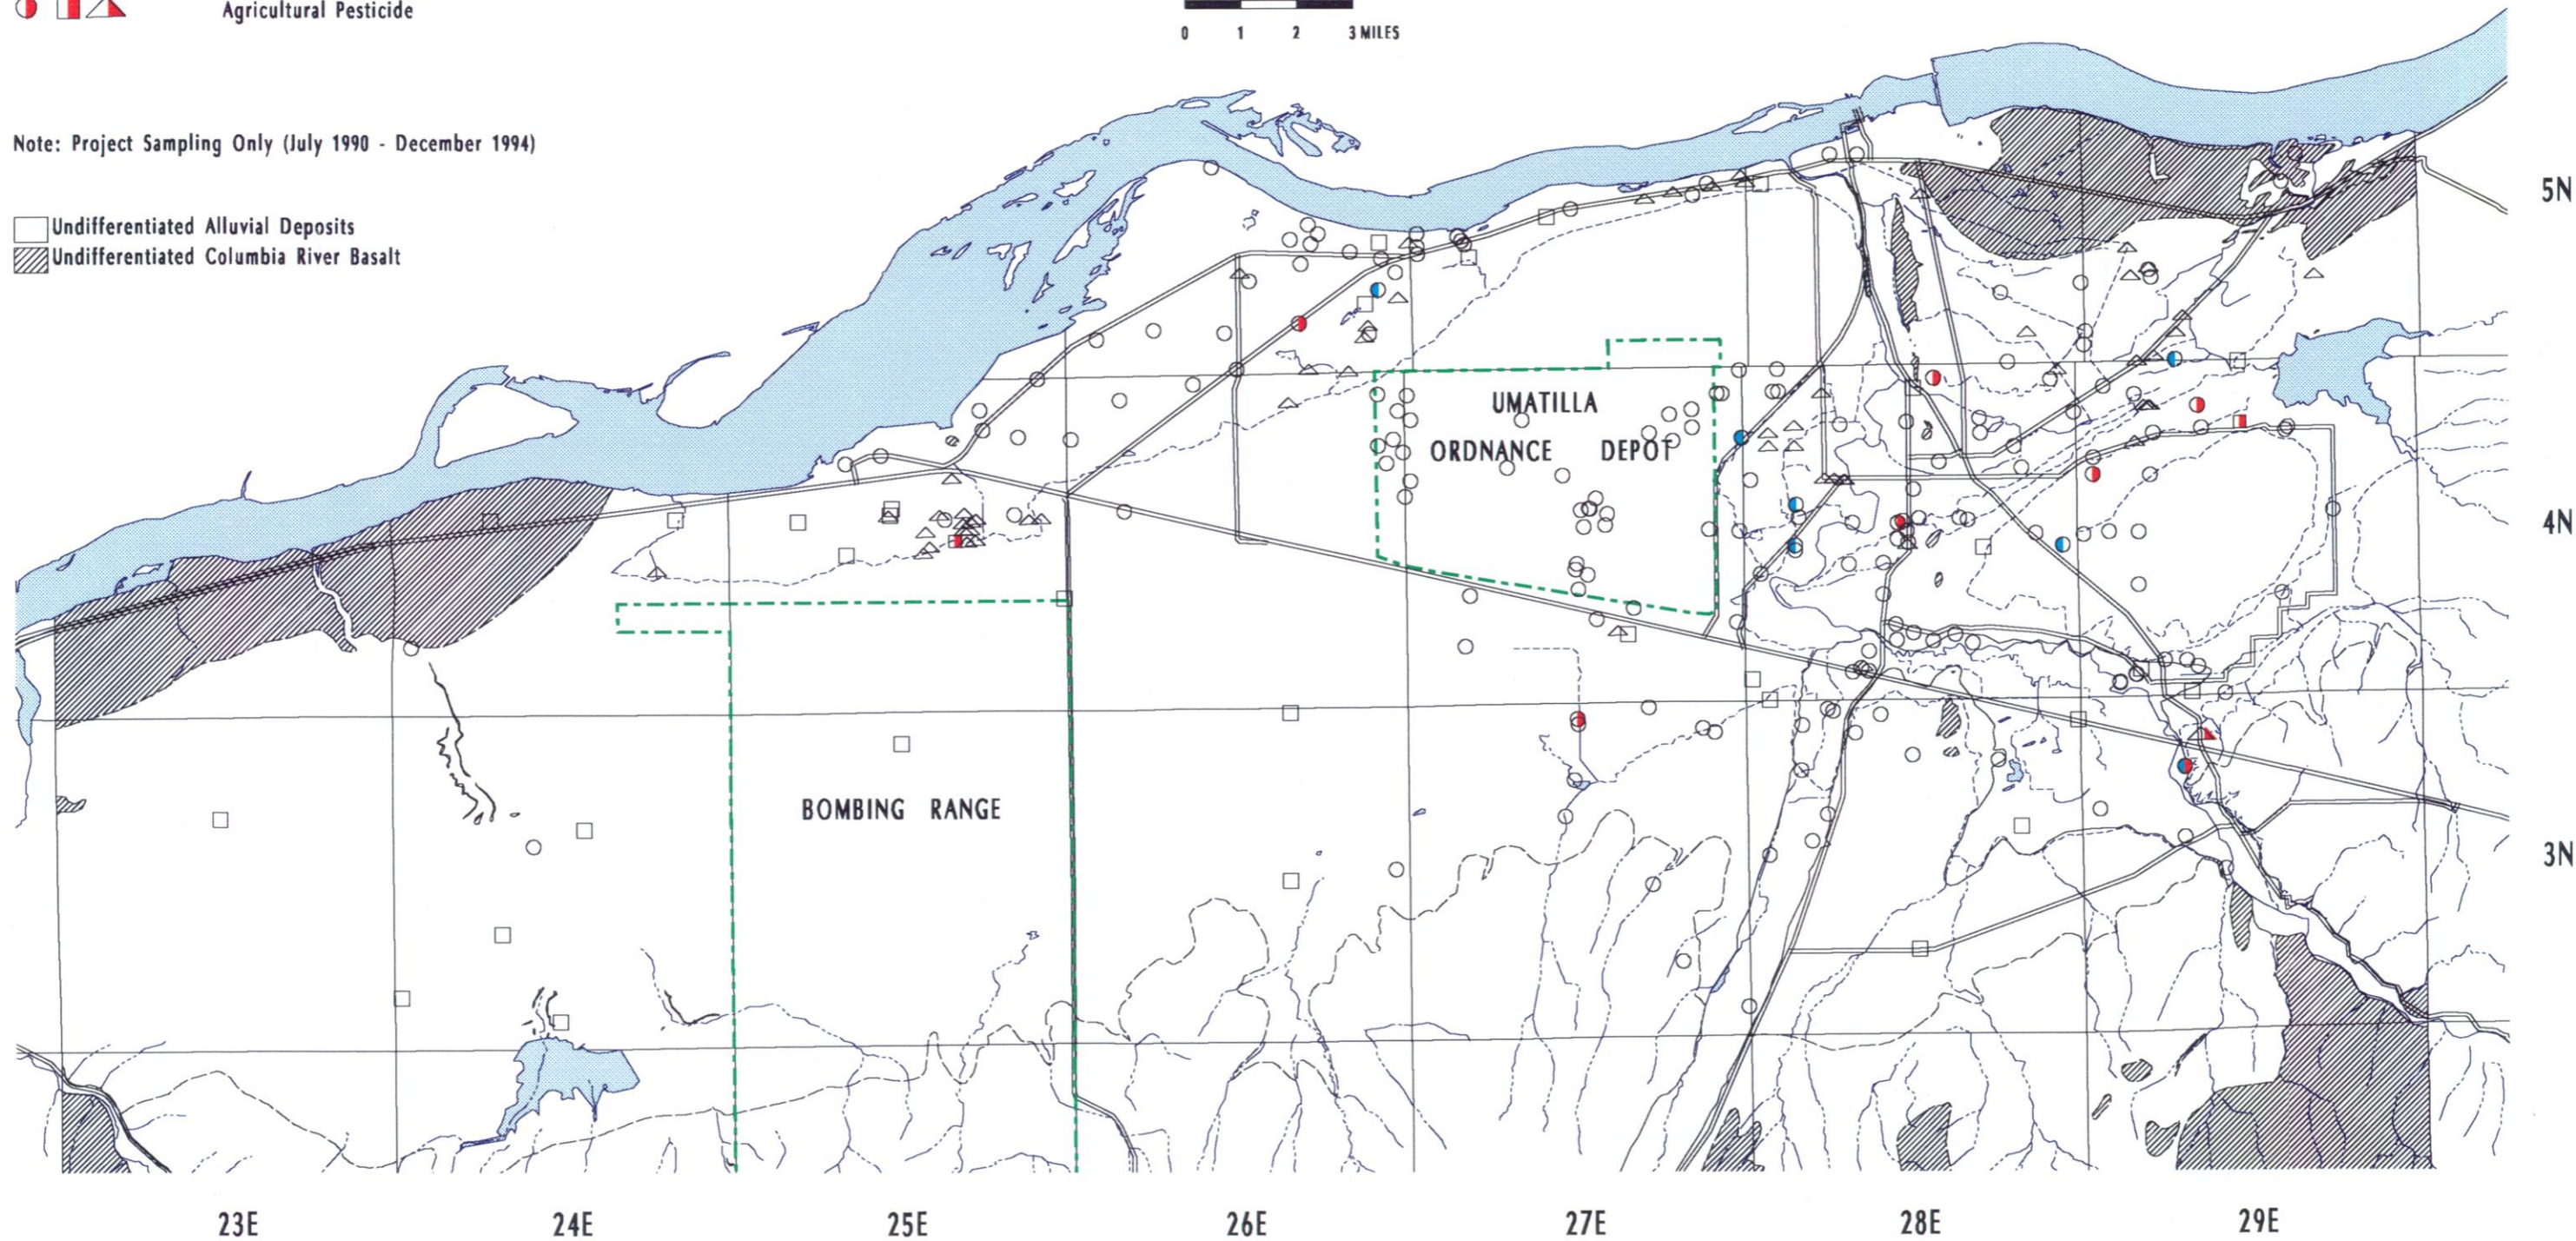 Agricultural Pesticide
0 1 2 3 MILES
Note: Project Sampling Only (July 1990 - December 1994)
Undifferentiated Alluvial Deposits
Undifferentiated Columbia River Basalt
5N
UMATILLA
ORDNANCE DEPOT
4N
BOMBING RANGE
3N
23E 24E 25E 26E 27E 28E 29E